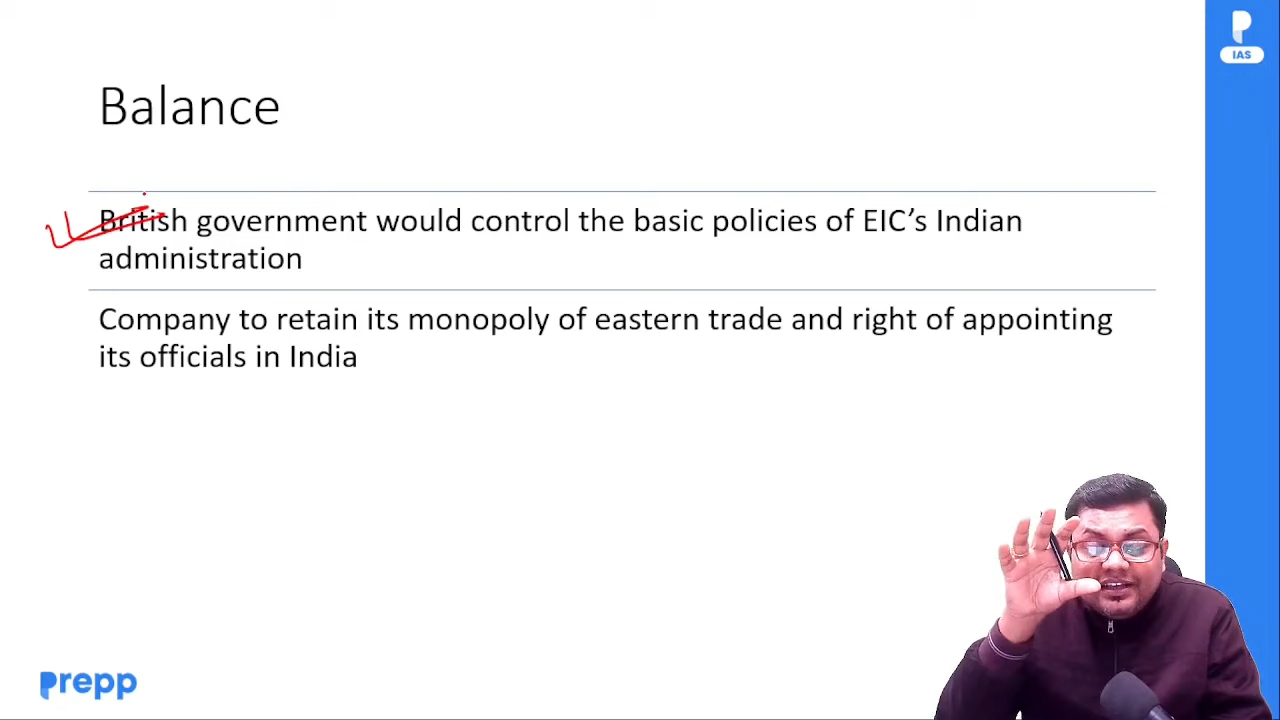 IAS
Balance
British government would control the basic policies of EIC’s Indian
administration
Company to retain its monopoly of eastern trade and right of appointing
its officials in India
prepp